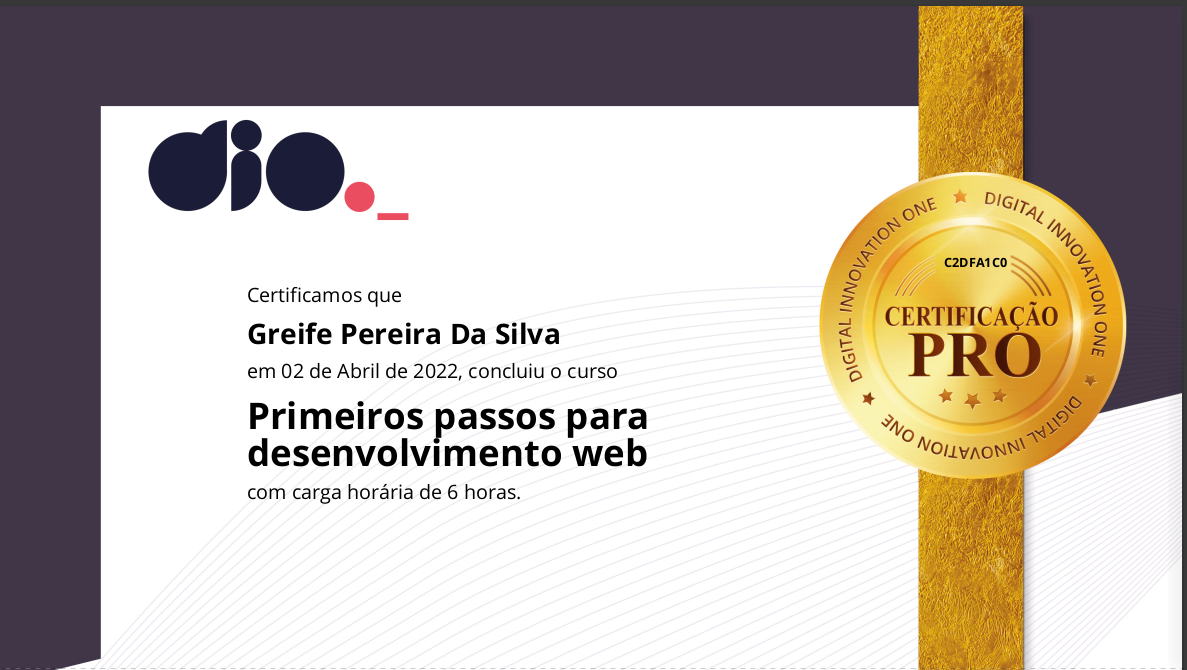 dio._
Certificamos que
Greife Pereira Da Silva
em 02 de Abril de 2022, concluiu o curso
Primeiros passos para
desenvolvimento web
com carga horária de 6 horas.
DIGITAL INNOVATION ONE ★ DIGITAL INNOVATION ONE ★ DIGITAL INNOVATION ONE ★
C2DFA1C0
CERTIFICAÇÃO
PRO